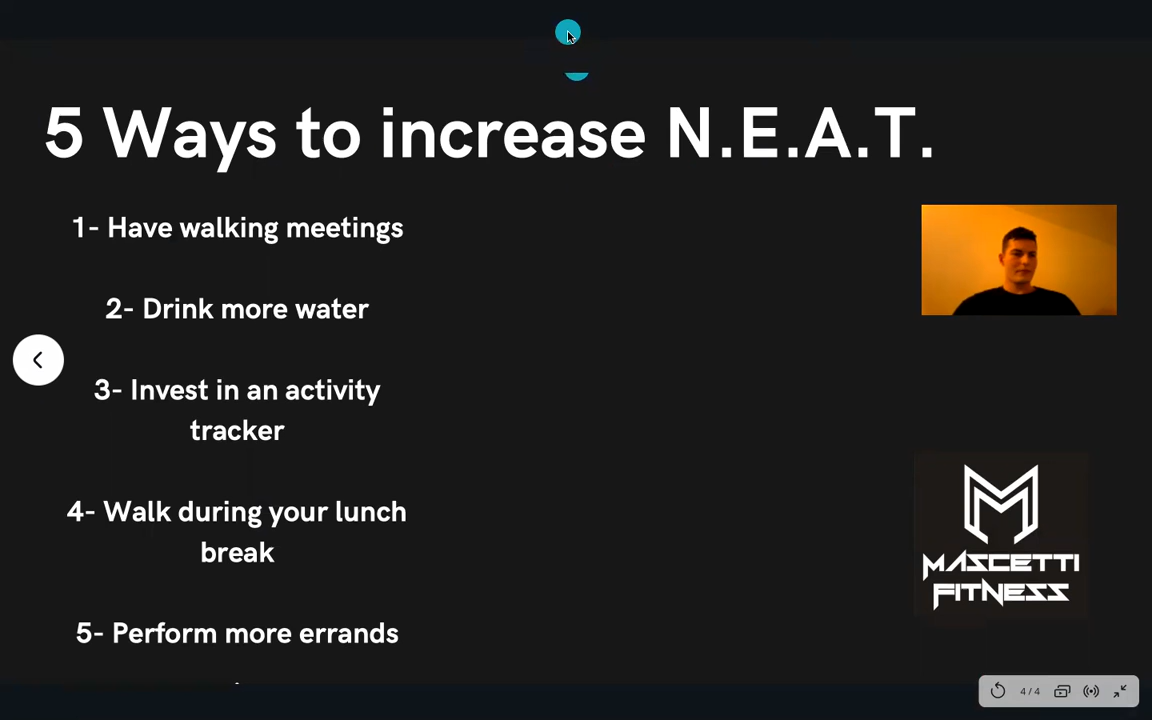 5 Ways to increase N.E.A.T.
1- Have walking meetings
2- Drink more water
3- Invest in an activity
tracker
4- Walk during your lunch
break
5- Perform more errands
MASCETTI
FITNESS
4 / 4